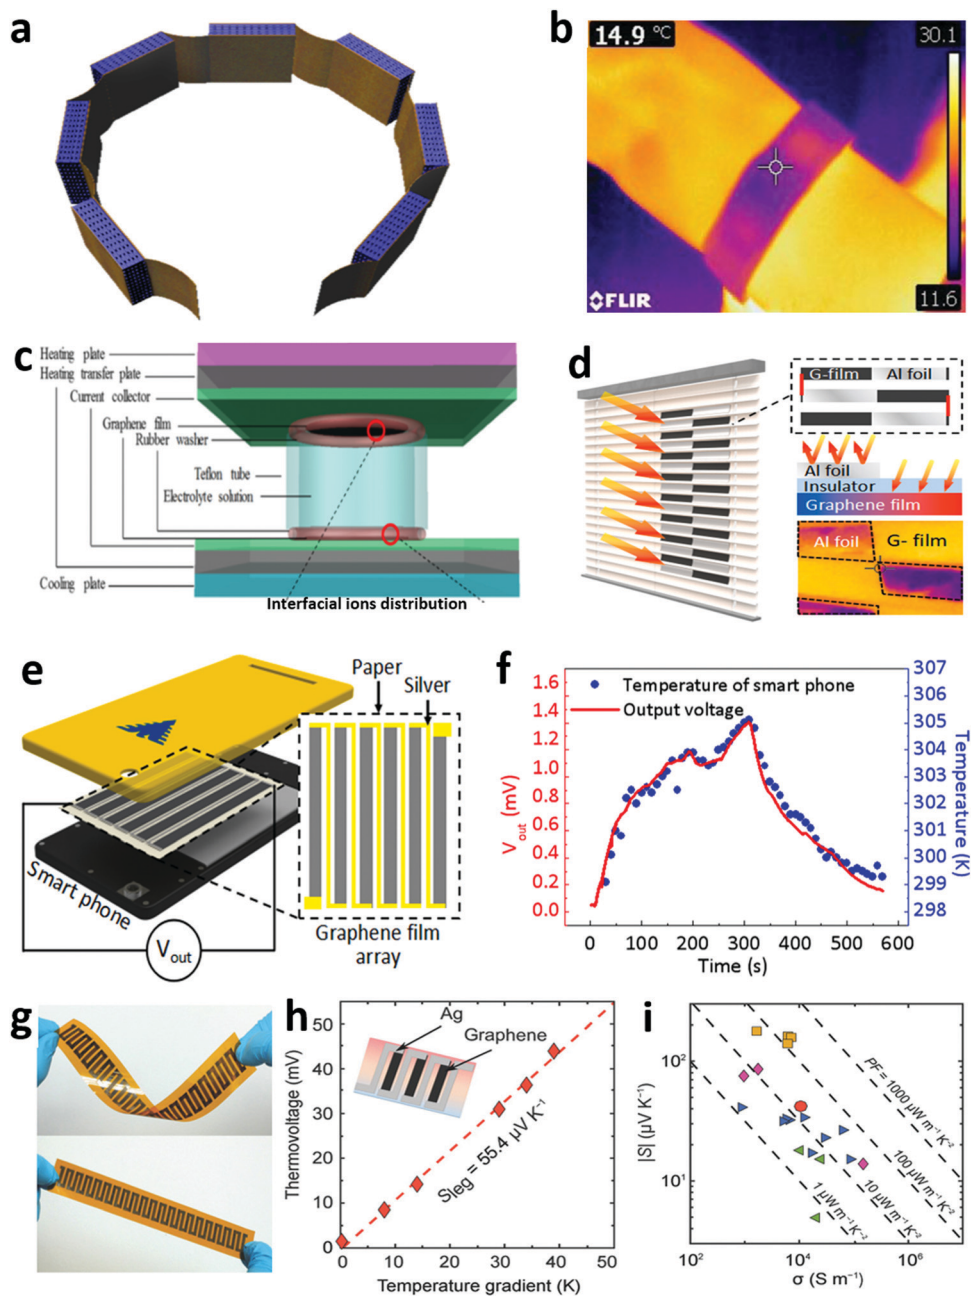 a
b
14.9 °C
30.1
11.6
FLIR
c
Heating plate
Heating transfer plate
Current collector
Graphene film
Rubber washer
Teflon tube
Electrolyte solution
Cooling plate
Interfacial ions distribution
d
G-film
Al foil
Al foil
Insulator
Graphene film
Al foil
G- film
e
Paper
Silver
Smart phone
Vout
Graphene film
array
f
Temperature of smart phone
Output voltage
Vout (mV)
1.6
1.4
1.2
1.0
0.8
0.6
0.4
0.2
0.0
307
306
305
304
303
302
301
300
299
298
Temperature (K)
0 100 200 300 400 500 600
Time (s)
g
h
Ag
Graphene
Sleg = 55.4 µV K⁻¹
Thermovoltage (mV)
50
40
30
20
10
0
0 10 20 30 40 50
Temperature gradient (K)
i
|S| (µV K⁻¹)
10²
10¹
PF = 1000 µW m⁻¹ K⁻²
100 µW m⁻¹ K⁻²
10 µW m⁻¹ K⁻²
1 µW m⁻¹ K⁻²
10² 10⁴ 10⁶
σ (S m⁻¹)